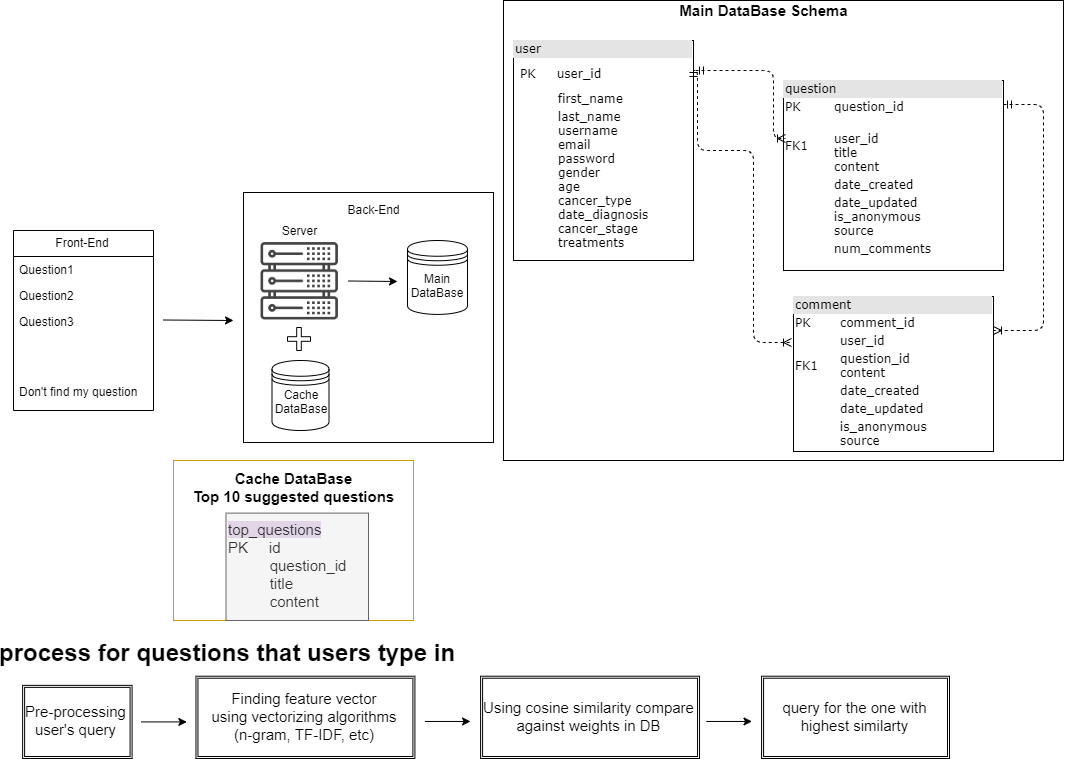 Main DataBase Schema
user
PK user_id
first_name
last_name
username
email
password
gender
age
cancer_type
date_diagnosis
cancer_stage
treatments
question
PK question_id
user_id
FK1
title
content
date_created
date_updated
is_anonymous
source
num_comments
comment
PK comment_id
user_id
question_id
FK1
content
date_created
date_updated
is_anonymous
source
Back-End
Server
Main
DataBase
Cache
DataBase
Front-End
Question1
Question2
Question3
Don't find my question
Cache DataBase
Top 10 suggested questions
top_questions
PK id
question_id
title
content
process for questions that users type in
Pre-processing
user's query
Finding feature vector
using vectorizing algorithms
(n-gram, TF-IDF, etc)
Using cosine similarity compare
against weights in DB
query for the one with
highest similarty